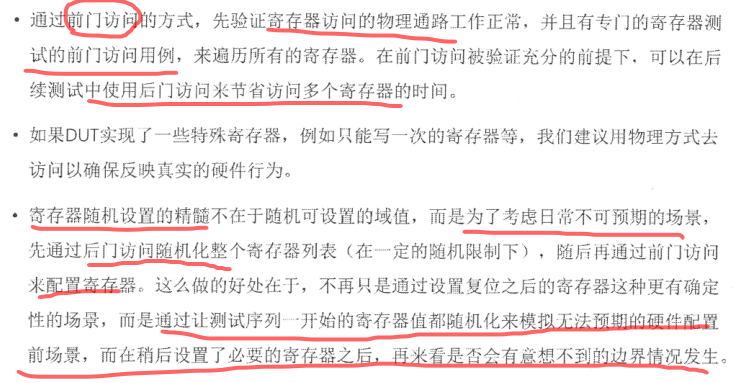 • 通过前门访问的方式，先验证寄存器访问的物理通路工作正常，并且有专门的寄存器测
试的前门访问用例，来遍历所有的寄存器。在前门访问被验证充分的前提下，可以在后
续测试中使用后门访问来节省访问多个寄存器的时间。
• 如果DUT实现了一些特殊寄存器，例如只能写一次的寄存器等，我们建议用物理方式去
访问以确保反映真实的硬件行为。
• 寄存器随机设置的精髓不在于随机可设置的域值，而是为了考虑日常不可预期的场景，
先通过后门访问随机化整个寄存器列表（在一定的随机限制下），随后再通过前门访问
来配置寄存器。这么做的好处在于，不再只是通过设置复位之后的寄存器这种更有确定
性的场景，而是通过让测试序列一开始的寄存器值都随机化来模拟无法预期的硬件配置
前场景，而在稍后设置了必要的寄存器之后，再来看是否会有意想不到的边界情况发生。